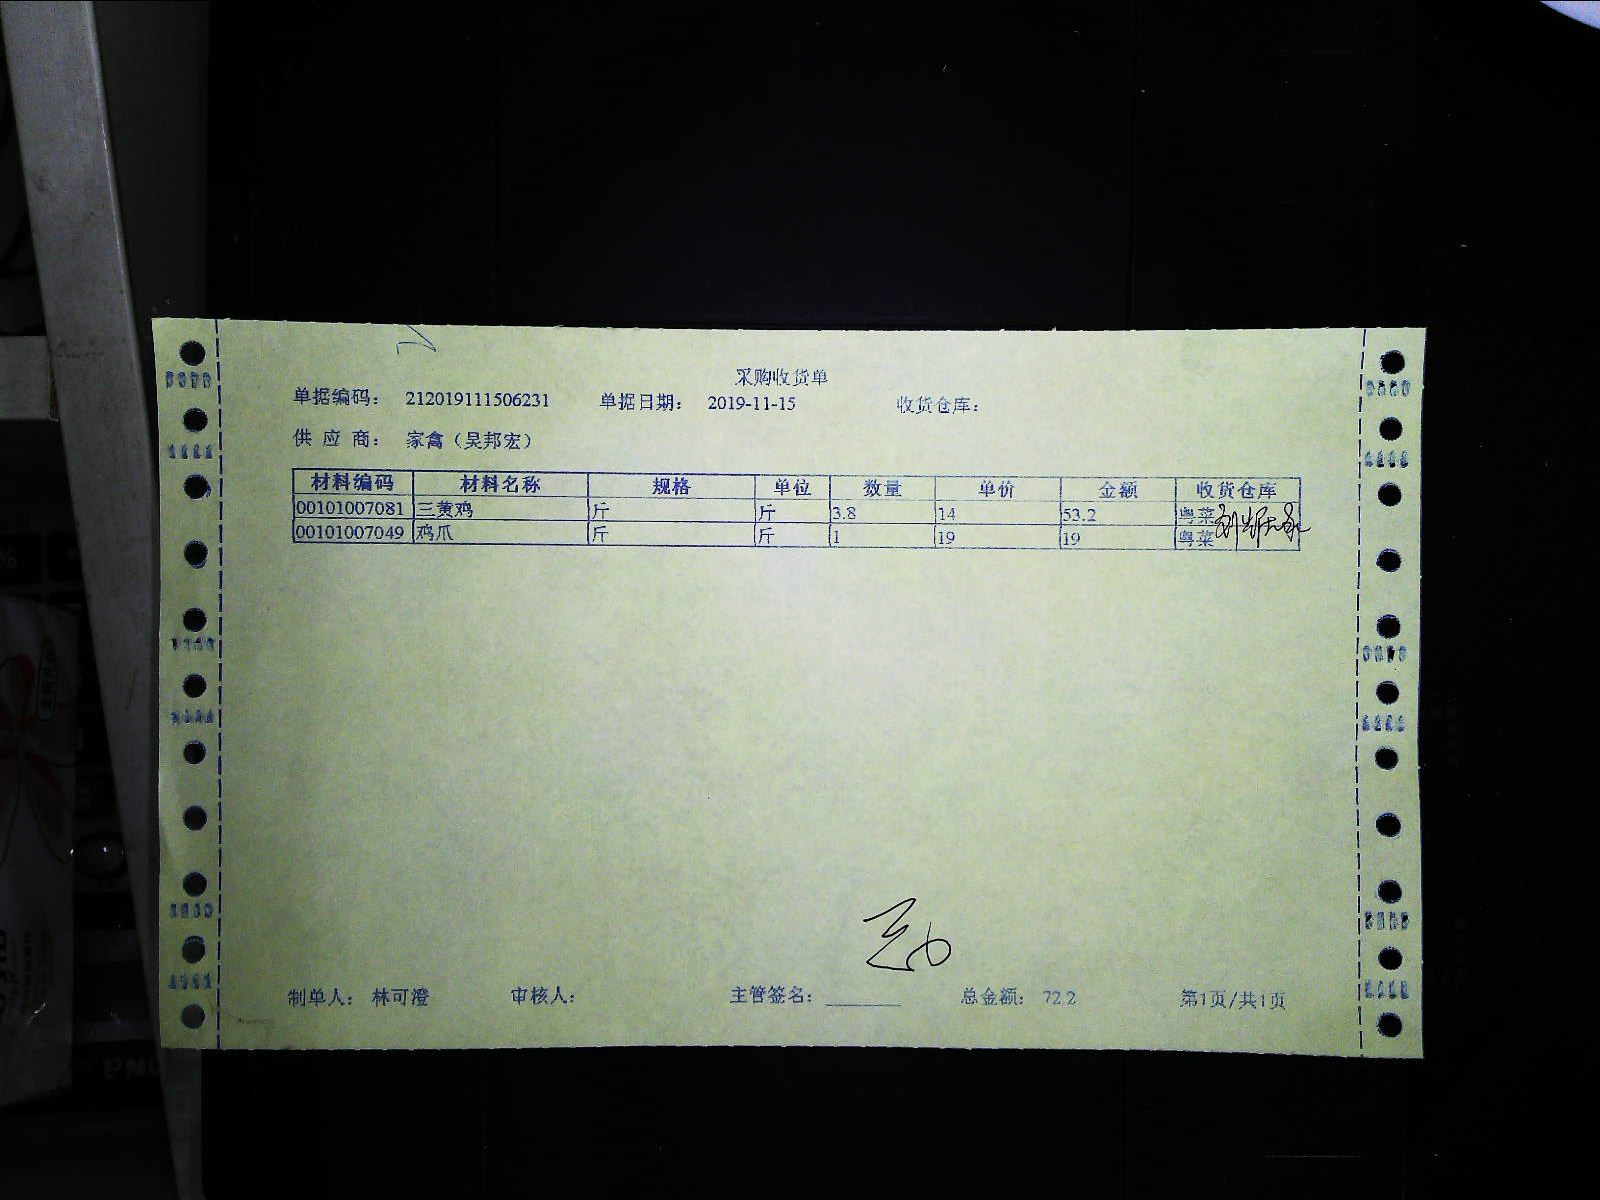 采购收货单
单据编码： 212019111506231 单据日期： 2019-11-15 收货仓库：
供 应 商： 家禽（吴邦宏）
材料编码 材料名称 规格 单位 数量 单价 金额 收货仓库
00101007081 三黄鸡 斤 斤 3.8 14 53.2 粤菜
00101007049 鸡爪 斤 斤 1 19 19 粤菜
制单人： 林可澄 审核人： 主管签名： 总金额： 72.2 第1页/共1页